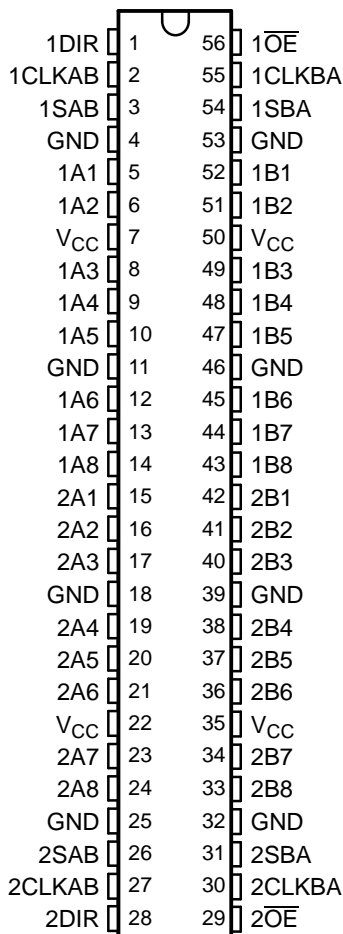 1DIR 1 56 1O̅E̅
1CLKAB 2 55 1CLKBA
1SAB 3 54 1SBA
GND 4 53 GND
1A1 5 52 1B1
1A2 6 51 1B2
VCC 7 50 VCC
1A3 8 49 1B3
1A4 9 48 1B4
1A5 10 47 1B5
GND 11 46 GND
1A6 12 45 1B6
1A7 13 44 1B7
1A8 14 43 1B8
2A1 15 42 2B1
2A2 16 41 2B2
2A3 17 40 2B3
GND 18 39 GND
2A4 19 38 2B4
2A5 20 37 2B5
2A6 21 36 2B6
VCC 22 35 VCC
2A7 23 34 2B7
2A8 24 33 2B8
GND 25 32 GND
2SAB 26 31 2SBA
2CLKAB 27 30 2CLKBA
2DIR 28 29 2O̅E̅